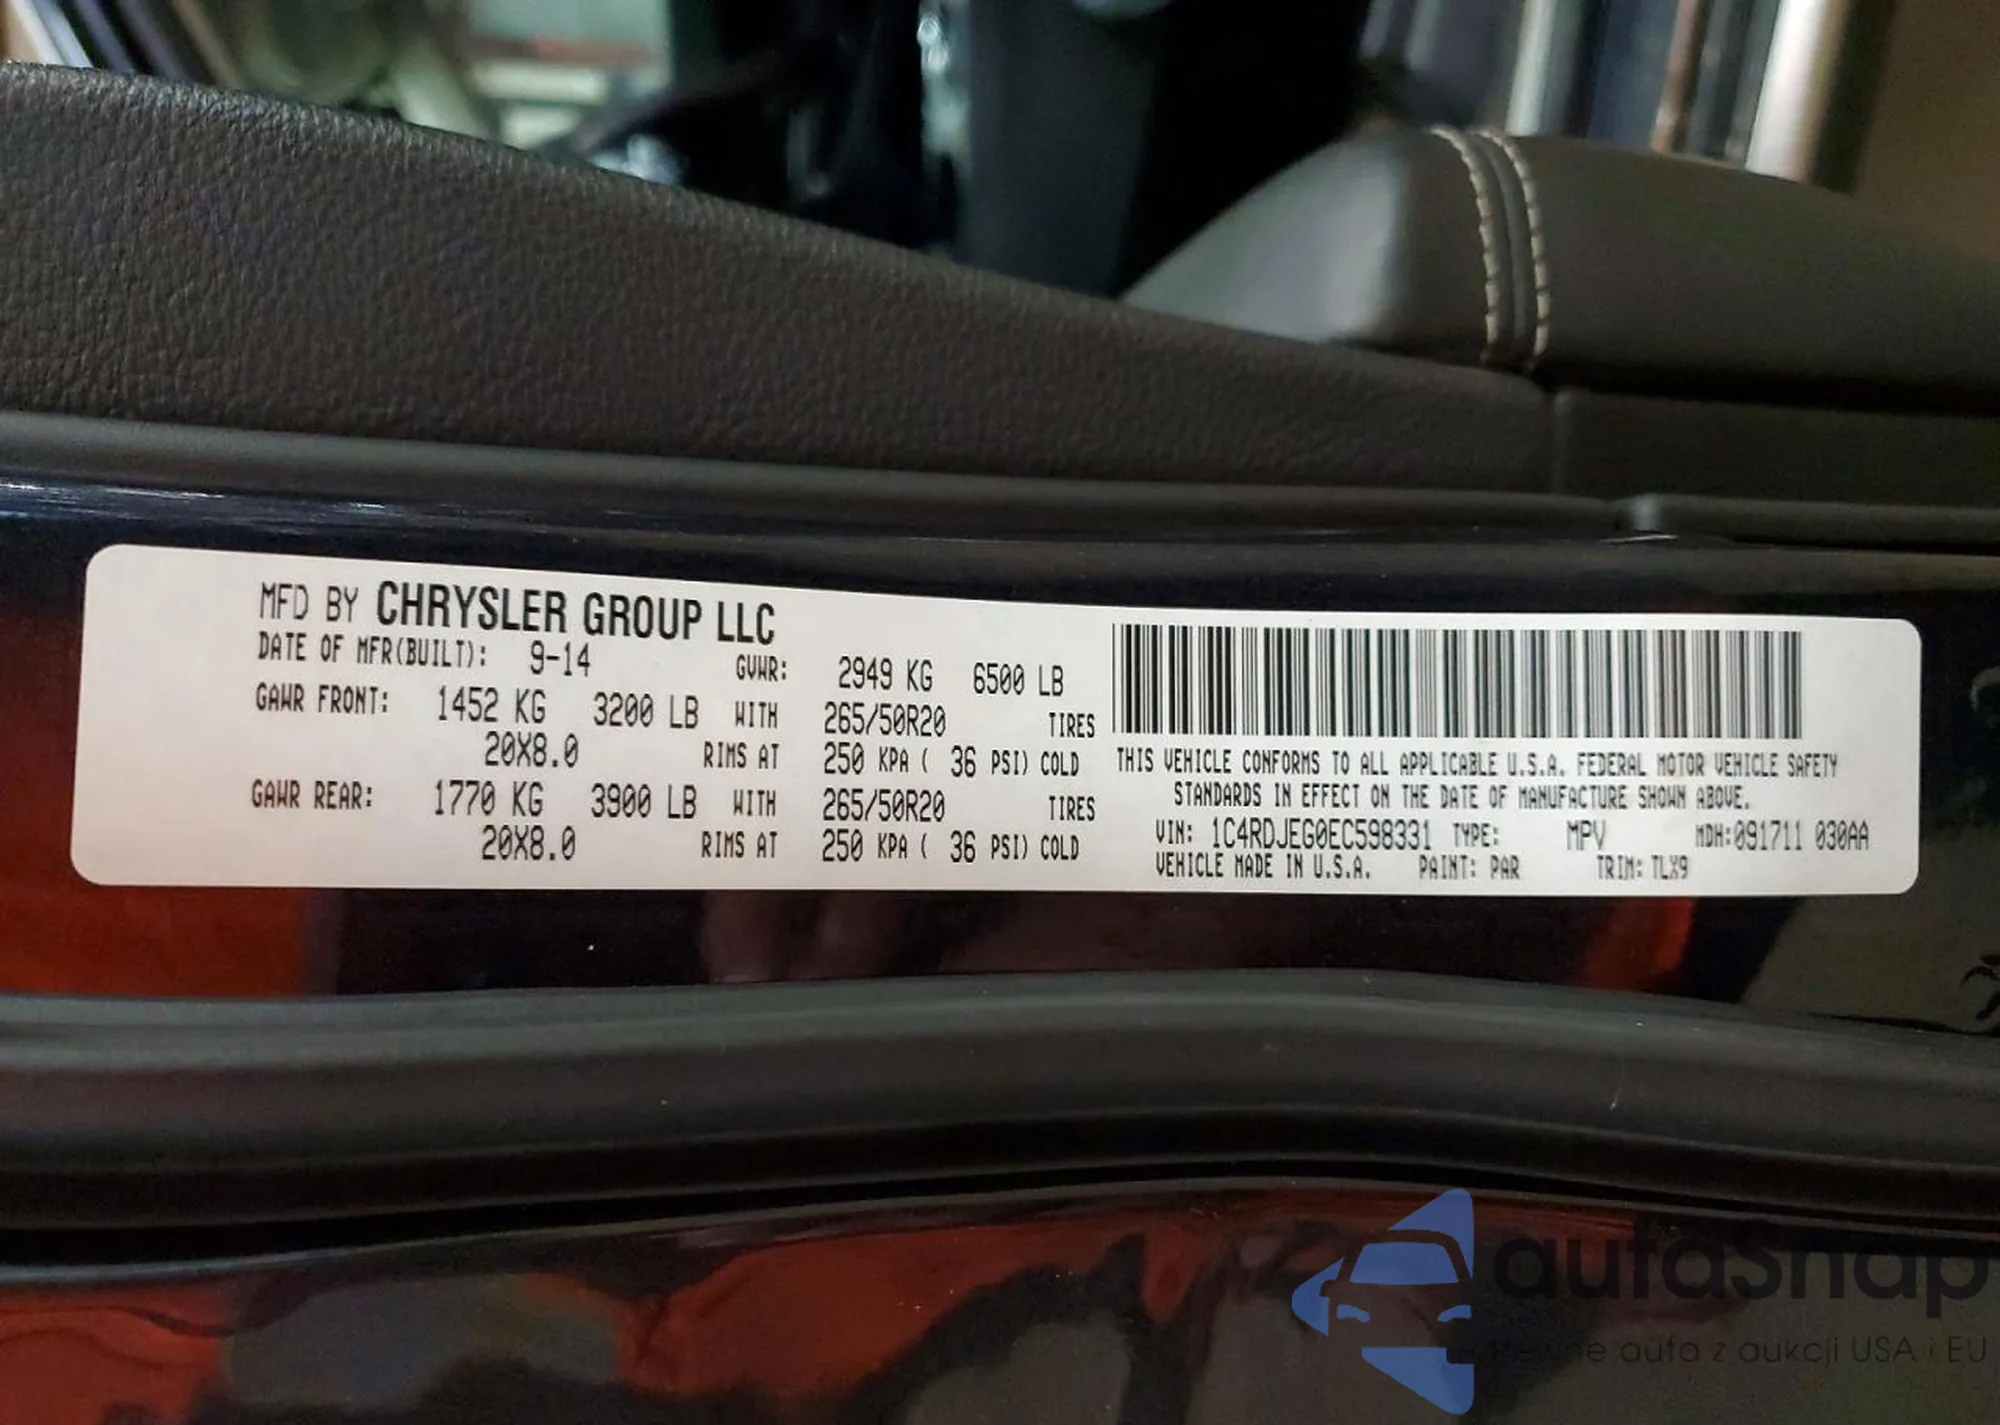 MFD BY CHRYSLER GROUP LLC
DATE OF MFR(BUILT): 9-14 GVWR: 2949 KG 6500 LB
GAWR FRONT: 1452 KG 3200 LB WITH 265/50R20 TIRES
20X8.0 RIMS AT 250 KPA ( 36 PSI) COLD
GAWR REAR: 1770 KG 3900 LB WITH 265/50R20 TIRES
20X8.0 RIMS AT 250 KPA ( 36 PSI) COLD
THIS VEHICLE CONFORMS TO ALL APPLICABLE U.S.A. FEDERAL MOTOR VEHICLE SAFETY
STANDARDS IN EFFECT ON THE DATE OF MANUFACTURE SHOWN ABOVE.
VIN: 1C4RDJEG0EC598331 TYPE: MPV MDH:091711 030AA
VEHICLE MADE IN U.S.A. PAINT: PAR TRIM: TLX9
autaSnap
Pewne auta z aukcji USA i EU